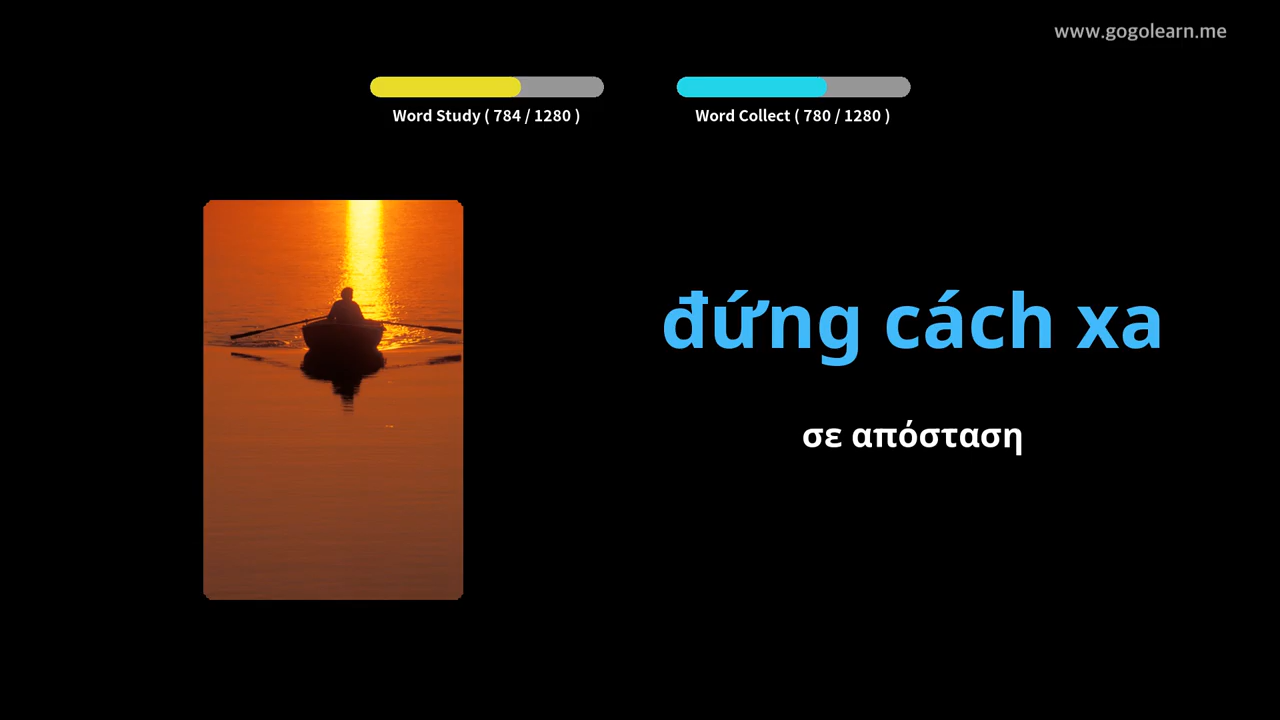 www.gogolearn.me
Word Study ( 784 / 1280 )
Word Collect ( 780 / 1280 )
đứng cách xa
σε απόσταση